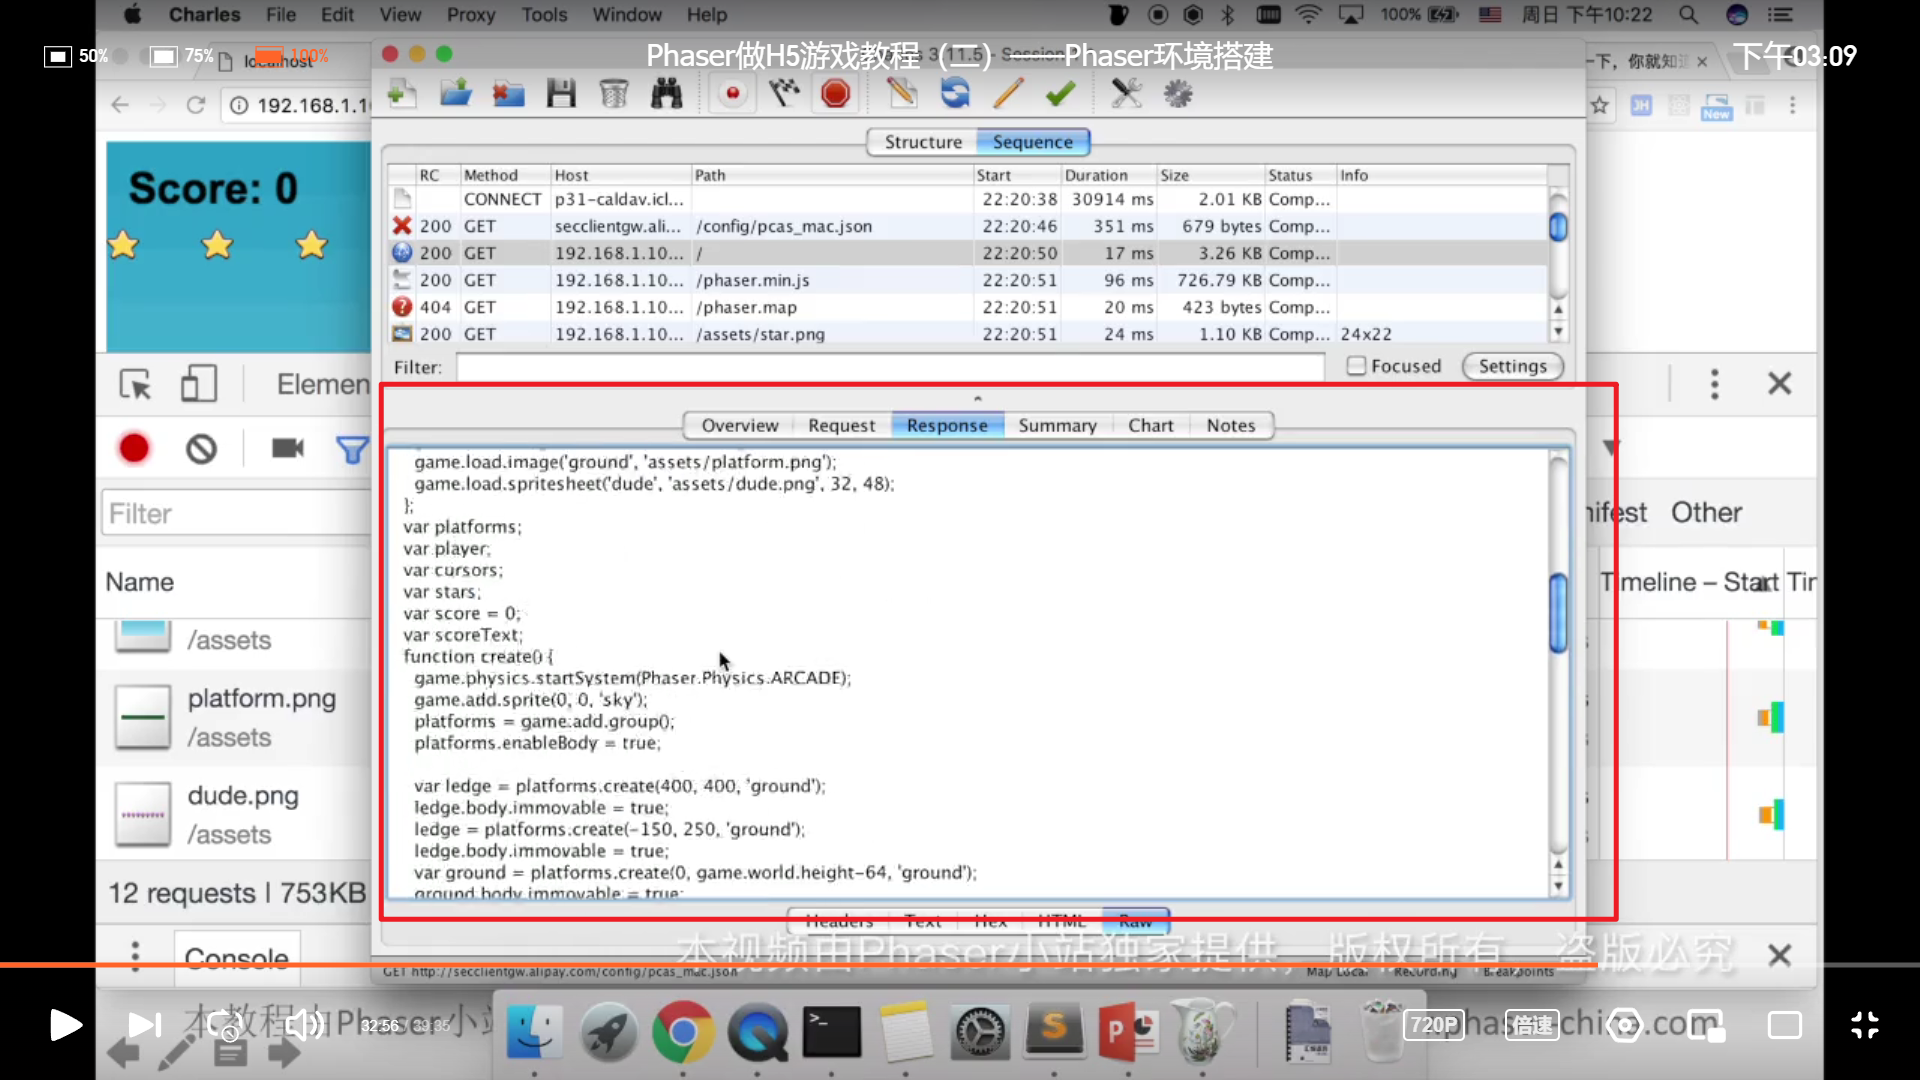 Charles File Edit View Proxy Tools Window Help
100% 周日 下午10:22
50% 75% 100%
Phaser做H5游戏教程（二）——Phaser环境搭建
下午03:09
localhost
一下，你就知道
192.168.1.10
JH New
Structure Sequence
Score: 0
RC Method Host Path Start Duration Size Status Info
CONNECT p31-caldav.icl... 22:20:38 30914 ms 2.01 KB Comp...
200 GET secclientgw.ali... /config/pcas_mac.json 22:20:46 351 ms 679 bytes Comp...
200 GET 192.168.1.10... / 22:20:50 17 ms 3.26 KB Comp...
200 GET 192.168.1.10... /phaser.min.js 22:20:51 96 ms 726.79 KB Comp...
404 GET 192.168.1.10... /phaser.map 22:20:51 20 ms 423 bytes Comp...
200 GET 192.168.1.10... /assets/star.png 22:20:51 24 ms 1.10 KB Comp... 24x22
Filter: Focused Settings
Elemen
Overview Request Response Summary Chart Notes
game.load.image('ground', 'assets/platform.png');
game.load.spritesheet('dude', 'assets/dude.png', 32, 48);
};
var platforms;
var player;
var cursors;
var stars;
var score = 0;
var scoreText;
function create() {
game.physics.startSystem(Phaser.Physics.ARCADE);
game.add.sprite(0, 0, 'sky');
platforms = game.add.group();
platforms.enableBody = true;
var ledge = platforms.create(400, 400, 'ground');
ledge.body.immovable = true;
ledge = platforms.create(-150, 250, 'ground');
ledge.body.immovable = true;
var ground = platforms.create(0, game.world.height-64, 'ground');
ground.body.immovable = true;
Headers Text Hex HTML Raw
Filter
nifest Other
Name
Timeline – Start Tim
/assets
platform.png
/assets
dude.png
/assets
12 requests | 753KB
Console
本视频由Phaser小站独家提供，版权所有，盗版必究
GET http://secclientgw.alipay.com/config/pcas_mac.json Map Local Recording Breakpoints
本教程由Phaser小站
32:56 39:35
720P 倍速